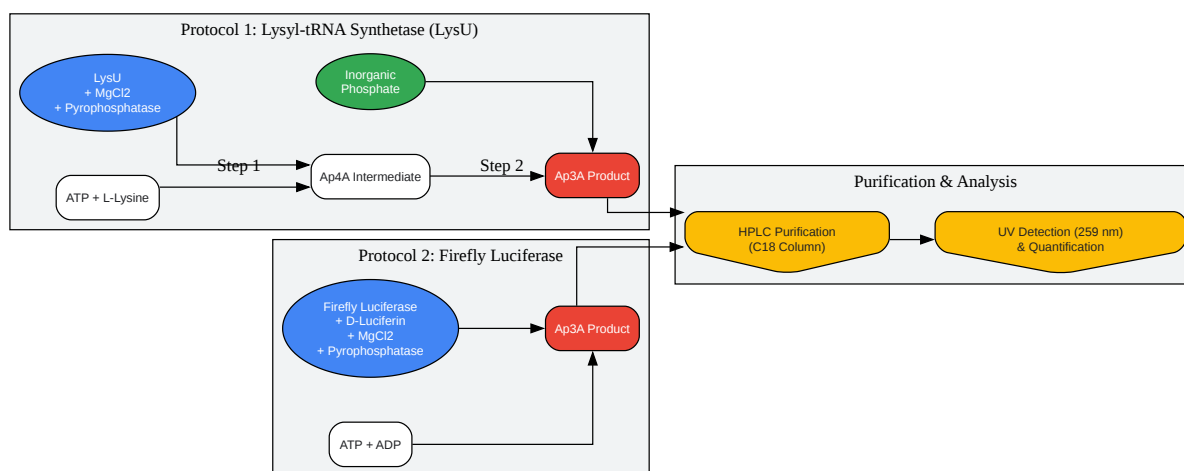 Protocol 1: Lysyl-tRNA Synthetase (LysU)
LysU
+ MgCl2
+ Pyrophosphatase
Inorganic
Phosphate
Step 1
Ap4A Intermediate
Step 2
Ap3A Product
ATP + L-Lysine
Purification & Analysis
HPLC Purification
(C18 Column)
UV Detection (259 nm)
& Quantification
Protocol 2: Firefly Luciferase
Firefly Luciferase
+ D-Luciferin
+ MgCl2
+ Pyrophosphatase
Ap3A Product
ATP + ADP